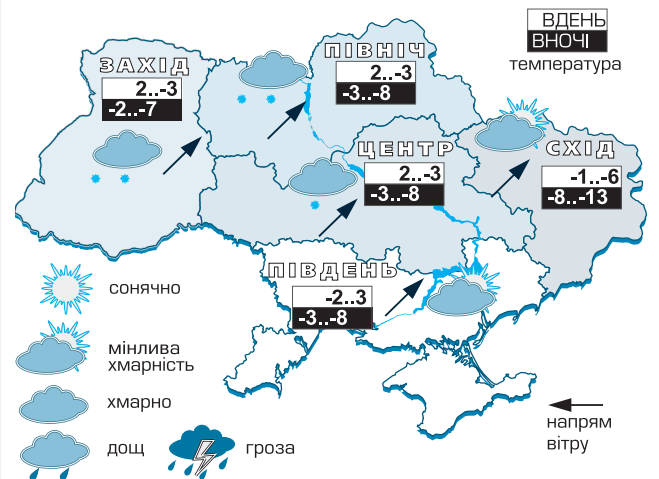 ВДЕНЬ
ВНОЧІ
температура
ЗАХІД
2..-3
-2..-7
ПІВНІЧ
2..-3
-3..-8
ЦЕНТР
2..-3
-3..-8
СХІД
-1..-6
-8..-13
ПІВДЕНЬ
-2..3
-3..-8
сонячно
мінлива
хмарність
хмарно
дощ
гроза
напрям
вітру